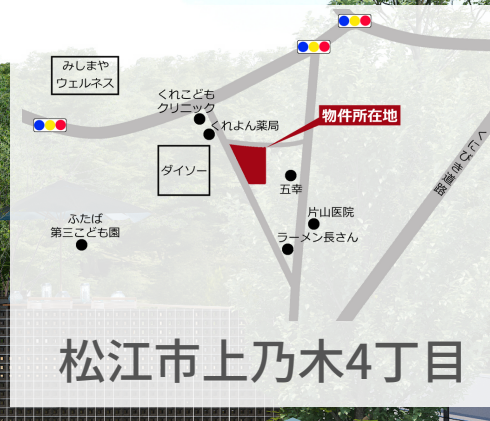 みしまや
ウェルネス
くれこども
クリニック
くれよん薬局
物件所在地
ダイソー
五幸
くにびき道路
ふたば
第三こども園
片山医院
ラーメン長さん
松江市上乃木4丁目